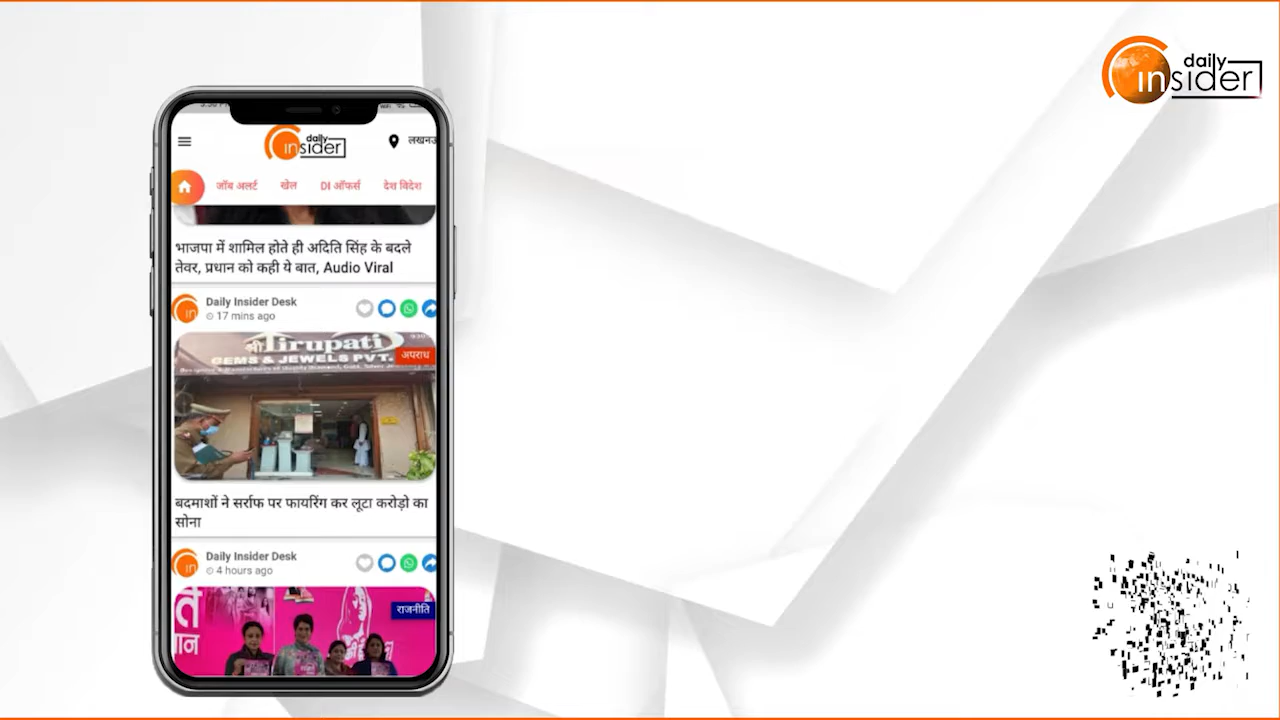 daily
insider
daily
insider
लखनऊ
जॉब अलर्ट खेल DI ऑफर्स देश विदेश
भाजपा में शामिल होते ही अदिति सिंह के बदले
तेवर, प्रधान को कही ये बात, Audio Viral
Daily Insider Desk
17 mins ago
श्री Tirupati
GEMS & JEWELS PVT.
अपराध
बदमाशों ने सर्राफ पर फायरिंग कर लूटा करोड़ो का
सोना
Daily Insider Desk
4 hours ago
राजनीति